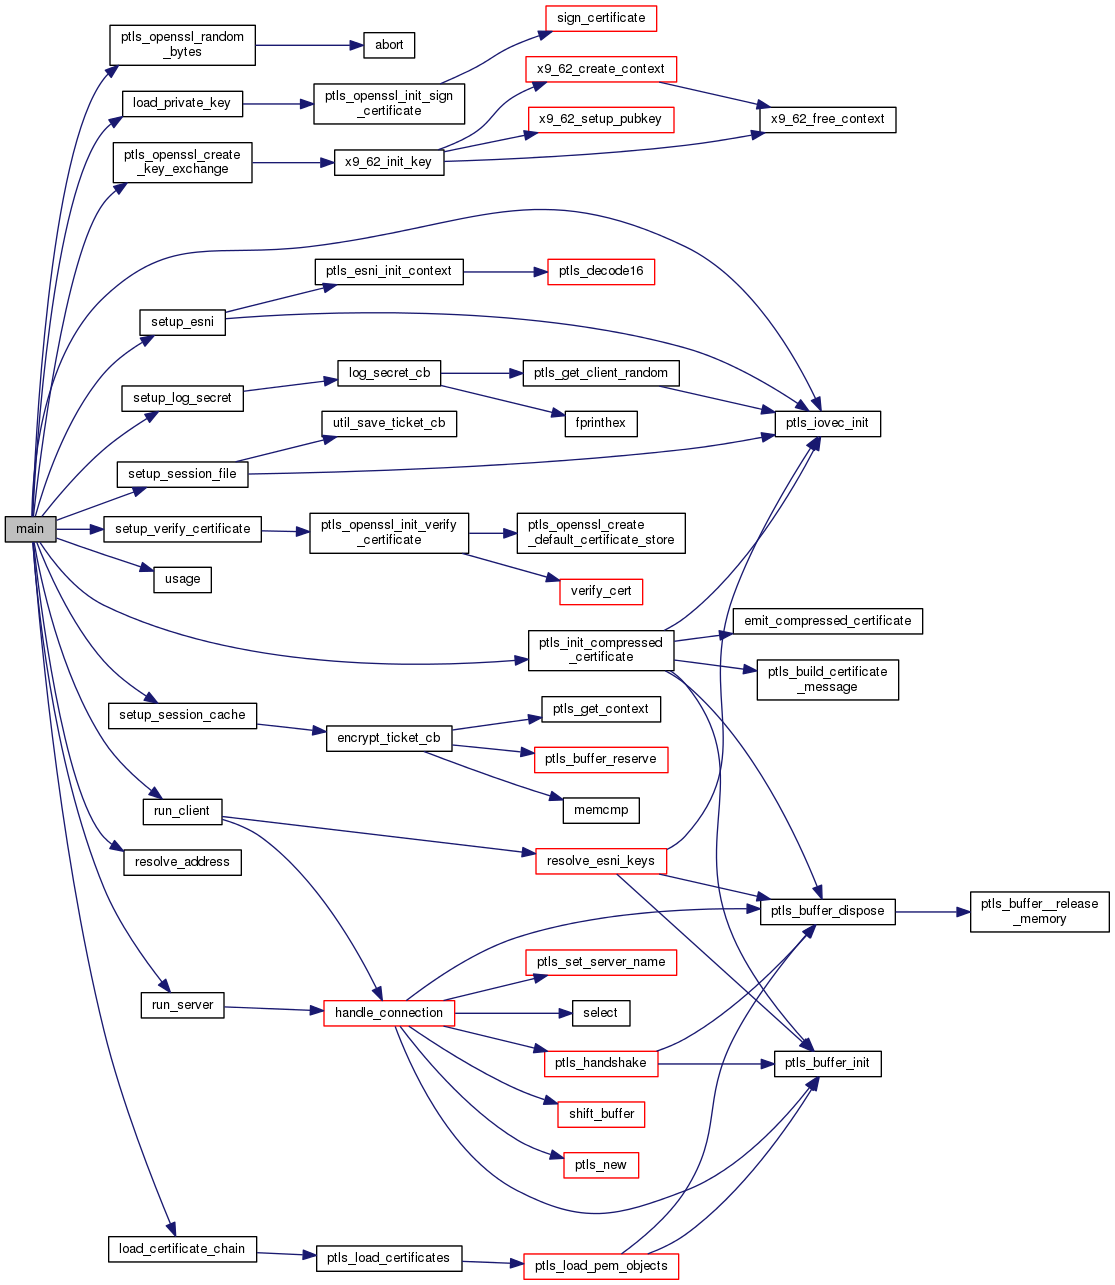 sign_certificate
ptls_openssl_random
_bytes
abort
x9_62_create_context
load_private_key
ptls_openssl_init_sign
_certificate
x9_62_setup_pubkey
x9_62_free_context
ptls_openssl_create
_key_exchange
x9_62_init_key
ptls_esni_init_context
ptls_decode16
setup_esni
log_secret_cb
ptls_get_client_random
setup_log_secret
util_save_ticket_cb
fprinthex
ptls_iovec_init
setup_session_file
main
setup_verify_certificate
ptls_openssl_init_verify
_certificate
ptls_openssl_create
_default_certificate_store
usage
verify_cert
emit_compressed_certificate
ptls_init_compressed
_certificate
ptls_build_certificate
_message
setup_session_cache
ptls_get_context
encrypt_ticket_cb
ptls_buffer_reserve
run_client
memcmp
resolve_address
resolve_esni_keys
ptls_buffer_dispose
ptls_buffer__release
_memory
ptls_set_server_name
run_server
handle_connection
select
ptls_handshake
ptls_buffer_init
shift_buffer
ptls_new
load_certificate_chain
ptls_load_certificates
ptls_load_pem_objects